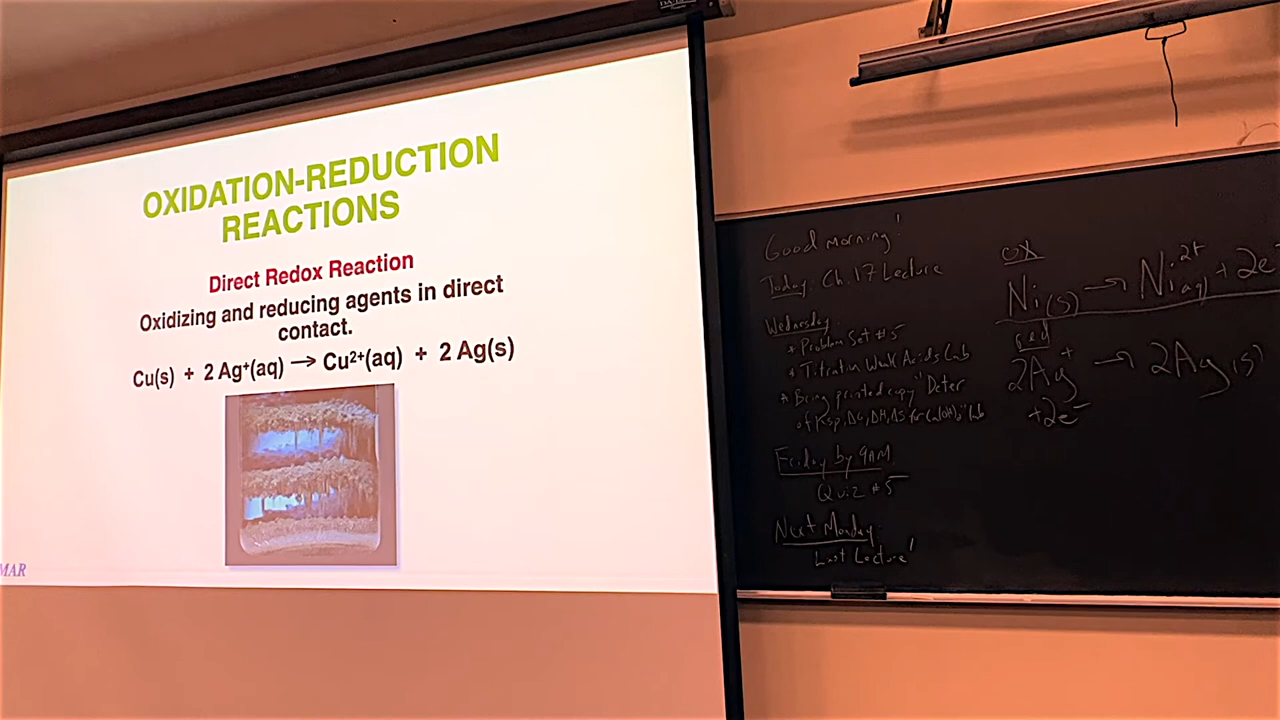 OXIDATION-REDUCTION
REACTIONS
Direct Redox Reaction
Oxidizing and reducing agents in direct
contact.
Cu(s) + 2 Ag⁺(aq) → Cu²⁺(aq) + 2 Ag(s)
MAR
Good morning!
Today: Ch. 17 Lecture
Wednesday:
* Problem Set #5
* Titration Weak Acids Lab
* Bring printed copy "Deter
of Ksp, ΔG, ΔH, ΔS for Ca(OH)₂" Lab
Friday by 9AM
Quiz #5
Next Monday:
Last Lecture!
OX
Ni(s) → Ni²⁺(aq) + 2e⁻
red
2Ag⁺ → 2Ag(s)
+2e⁻